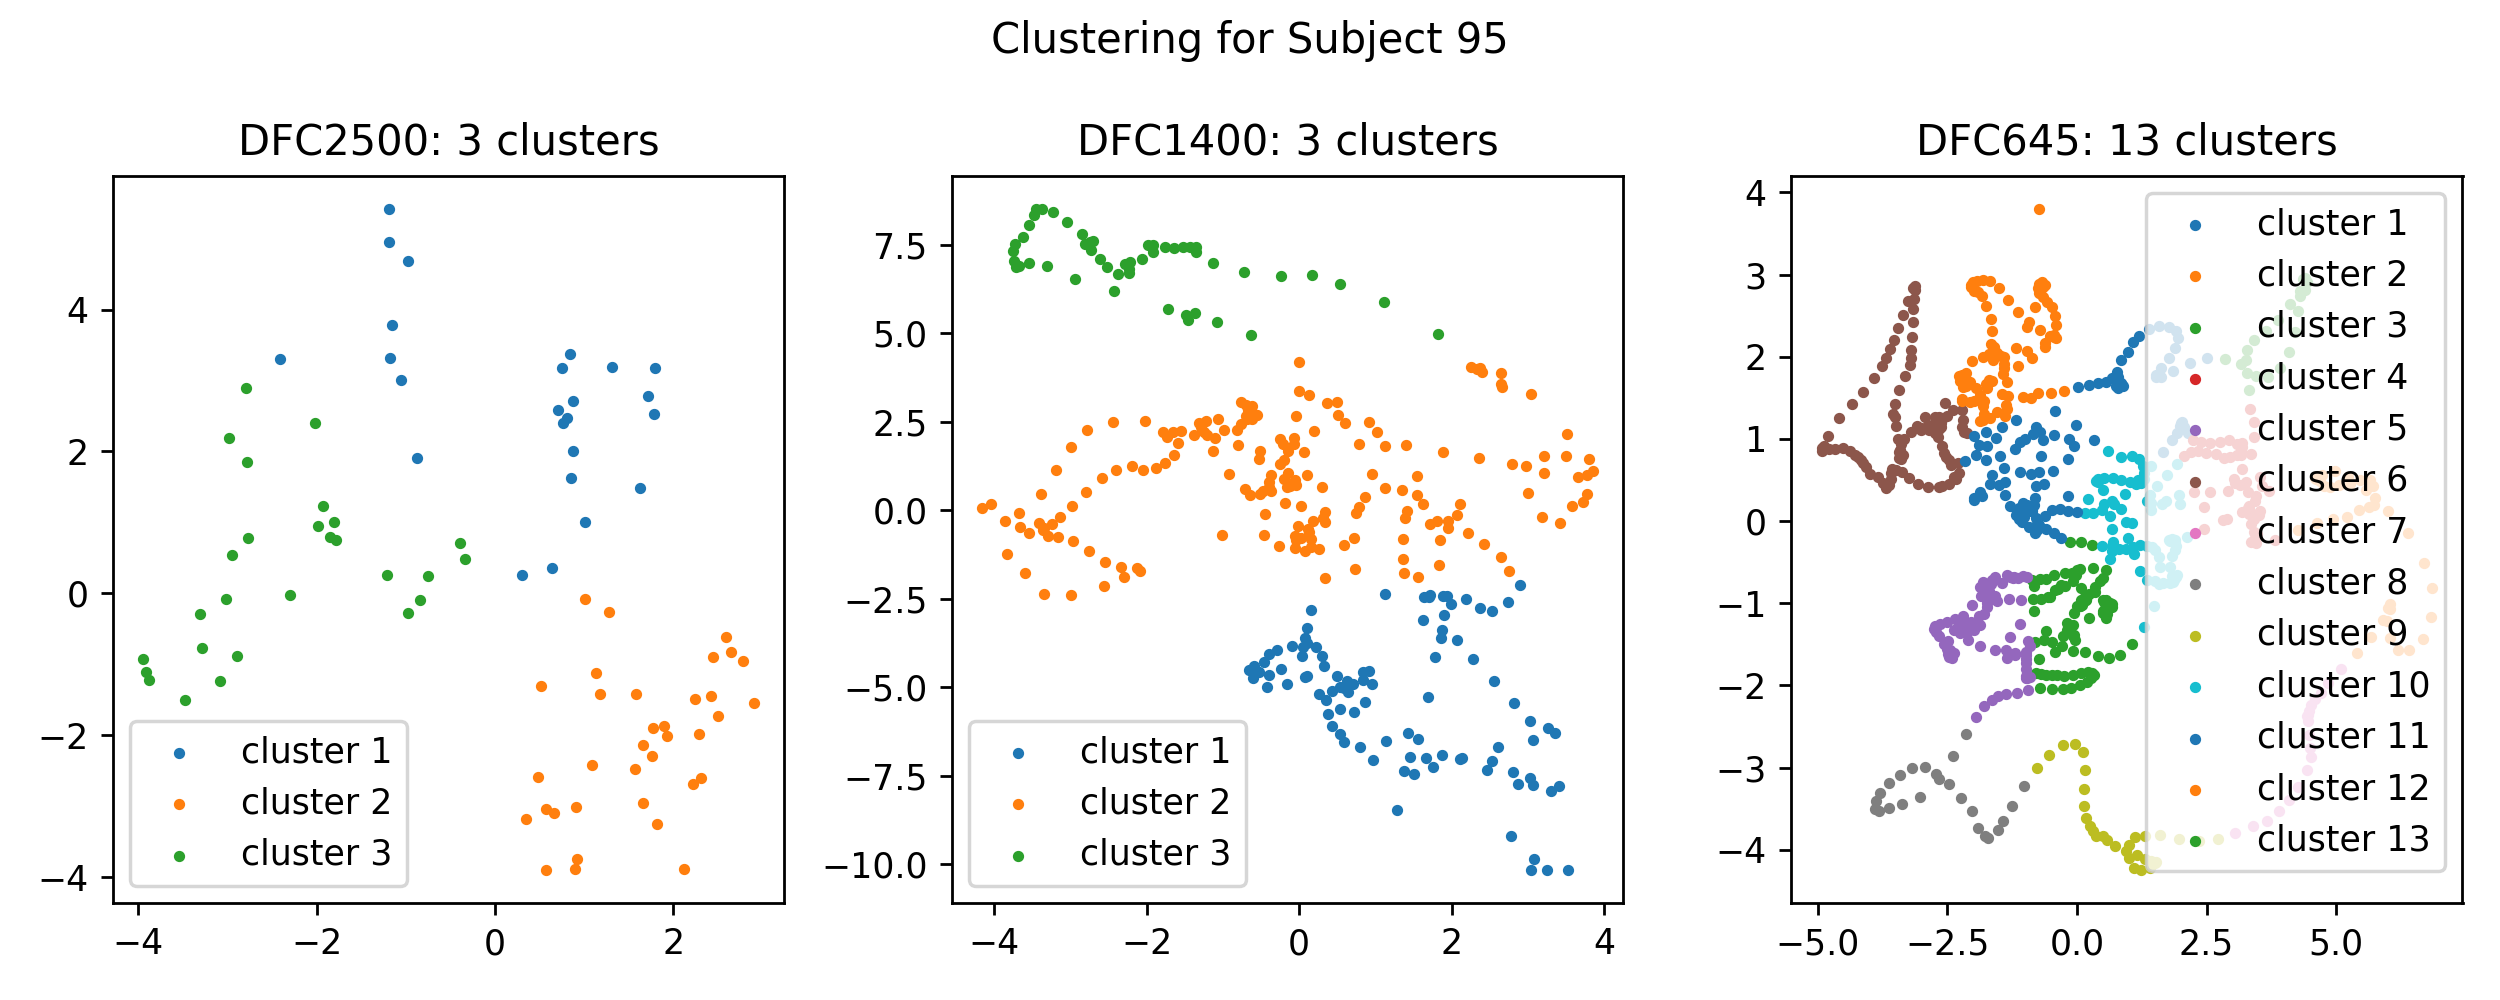 Clustering for Subject 95
DFC2500: 3 clusters
4
2
0
−2
−4
−4
−2
0
2
cluster 1
cluster 2
cluster 3
DFC1400: 3 clusters
7.5
5.0
2.5
0.0
−2.5
−5.0
−7.5
−10.0
−4
−2
0
2
4
cluster 1
cluster 2
cluster 3
DFC645: 13 clusters
4
3
2
1
0
−1
−2
−3
−4
−5.0
−2.5
0.0
2.5
5.0
cluster 1
cluster 2
cluster 3
cluster 4
cluster 5
cluster 6
cluster 7
cluster 8
cluster 9
cluster 10
cluster 11
cluster 12
cluster 13